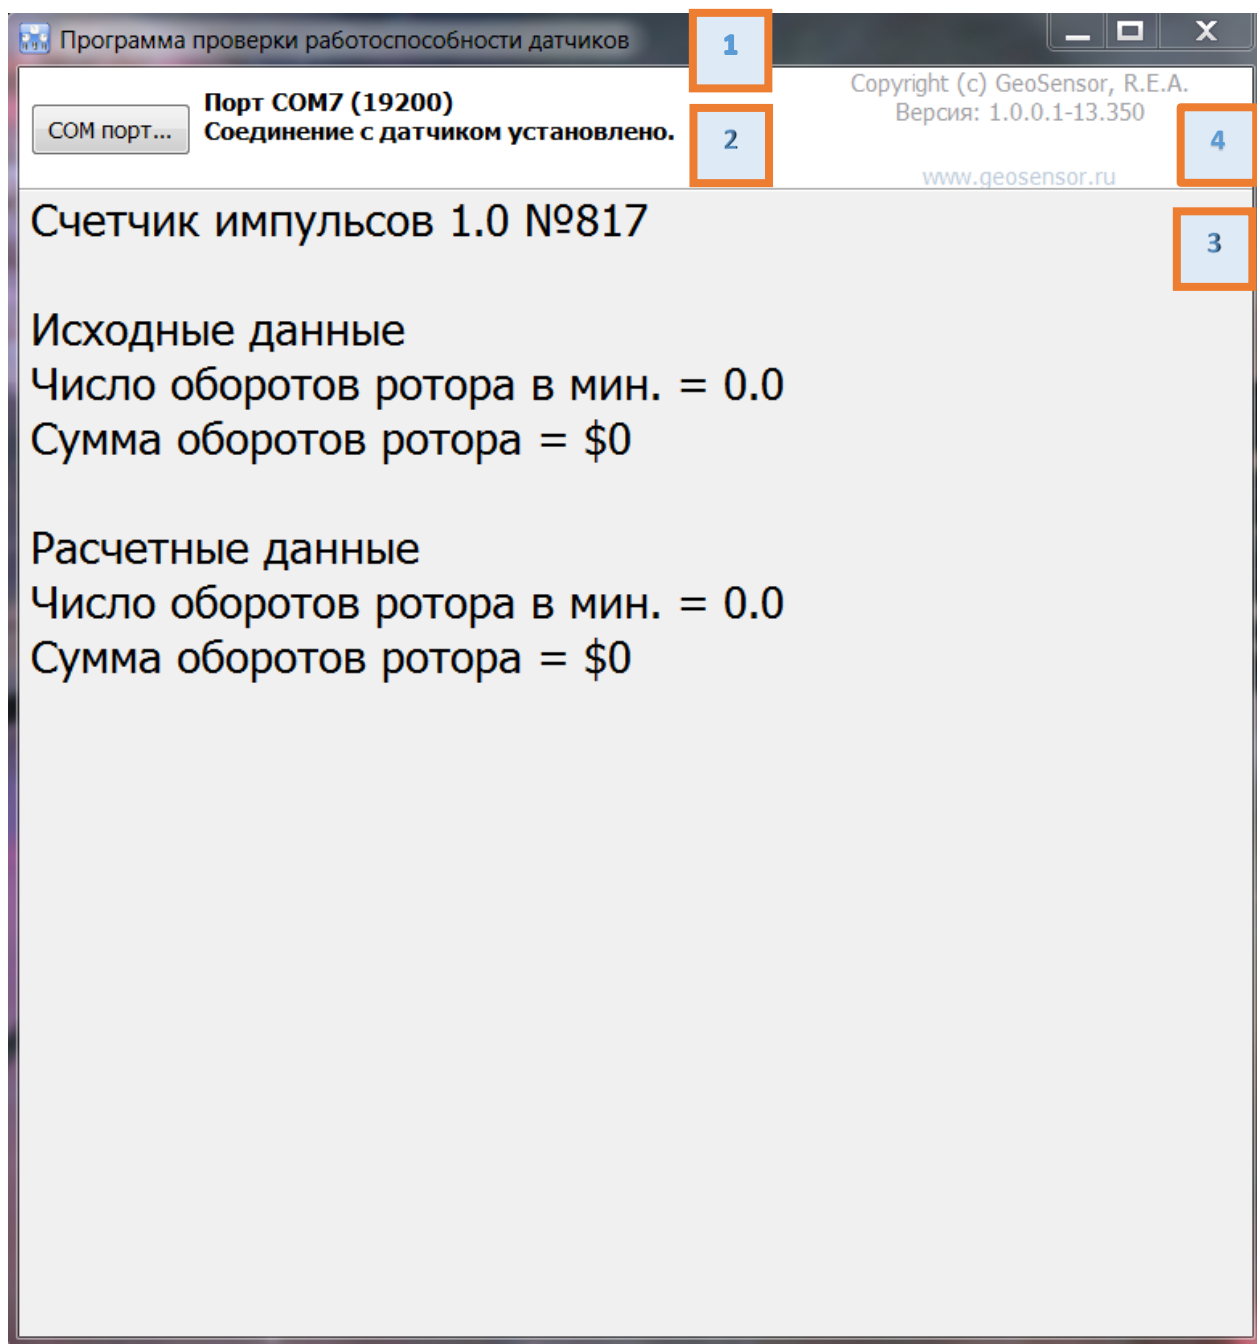 Программа проверки работоспособности датчиков
1
COM порт...
Порт COM7 (19200)
Соединение с датчиком установлено.
2
Copyright (c) GeoSensor, R.E.A.
Версия: 1.0.0.1-13.350
www.geosensor.ru
4
3
Счетчик импульсов 1.0 №817
Исходные данные
Число оборотов ротора в мин. = 0.0
Сумма оборотов ротора = $0
Расчетные данные
Число оборотов ротора в мин. = 0.0
Сумма оборотов ротора = $0